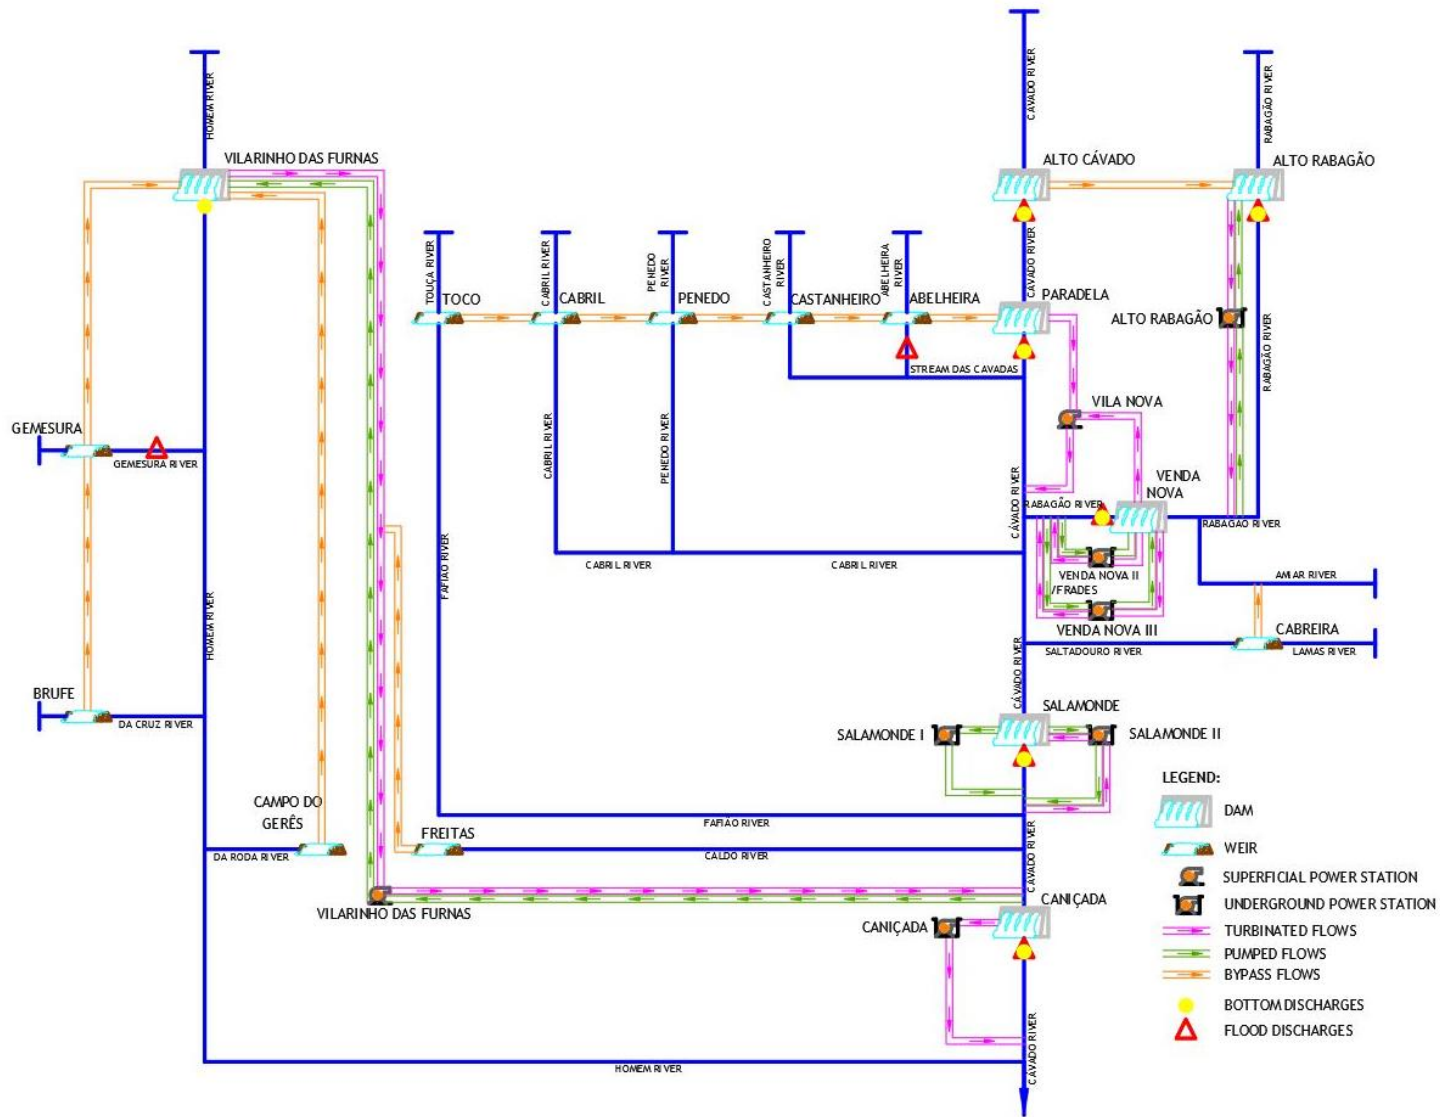 CÁVADO RIVER
HOMEM RIVER
RABAGÃO RIVER
VILARINHO DAS FURNAS
ALTO CÁVADO
ALTO RABAGÃO
TOUÇA RIVER
CABRIL RIVER
PENEDO
RIVER
CASTANHEIRO
RIVER
ABELHEIRA
RIVER
CÁVADO RIVER
TOCO
CABRIL
PENEDO
CASTANHEIRO
ABELHEIRA
PARADELA
ALTO RABAGÃO
RABAGÃO RIVER
STREAM DAS CAVADAS
VILA NOVA
GEMESURA
GEMESURA RIVER
CABRIL RIVER
PENEDO RIVER
CÁVADO RIVER
VENDA
NOVA
RABAGÃO RIVER
RABAGÃO RIVER
FAFIÃO RIVER
CABRIL RIVER
CABRIL RIVER
VENDA NOVA II
/FRADES
AMIAR RIVER
HOMEM RIVER
VENDA NOVA III
CABREIRA
SALTADOURO RIVER
LAMAS RIVER
CÁVADO RIVER
BRUFE
DA CRUZ RIVER
SALAMONDE
SALAMONDE I
SALAMONDE II
LEGEND:
CAMPO DO
GERÊS
DAM
FAFIÃO RIVER
FREITAS
WEIR
DA RODA RIVER
CALDO RIVER
CÁVADO RIVER
SUPERFICIAL POWER STATION
VILARINHO DAS FURNAS
CANIÇADA
UNDERGROUND POWER STATION
CANIÇADA
TURBINATED FLOWS
PUMPED FLOWS
BYPASS FLOWS
BOTTOM DISCHARGES
FLOOD DISCHARGES
CÁVADO RIVER
HOMEM RIVER